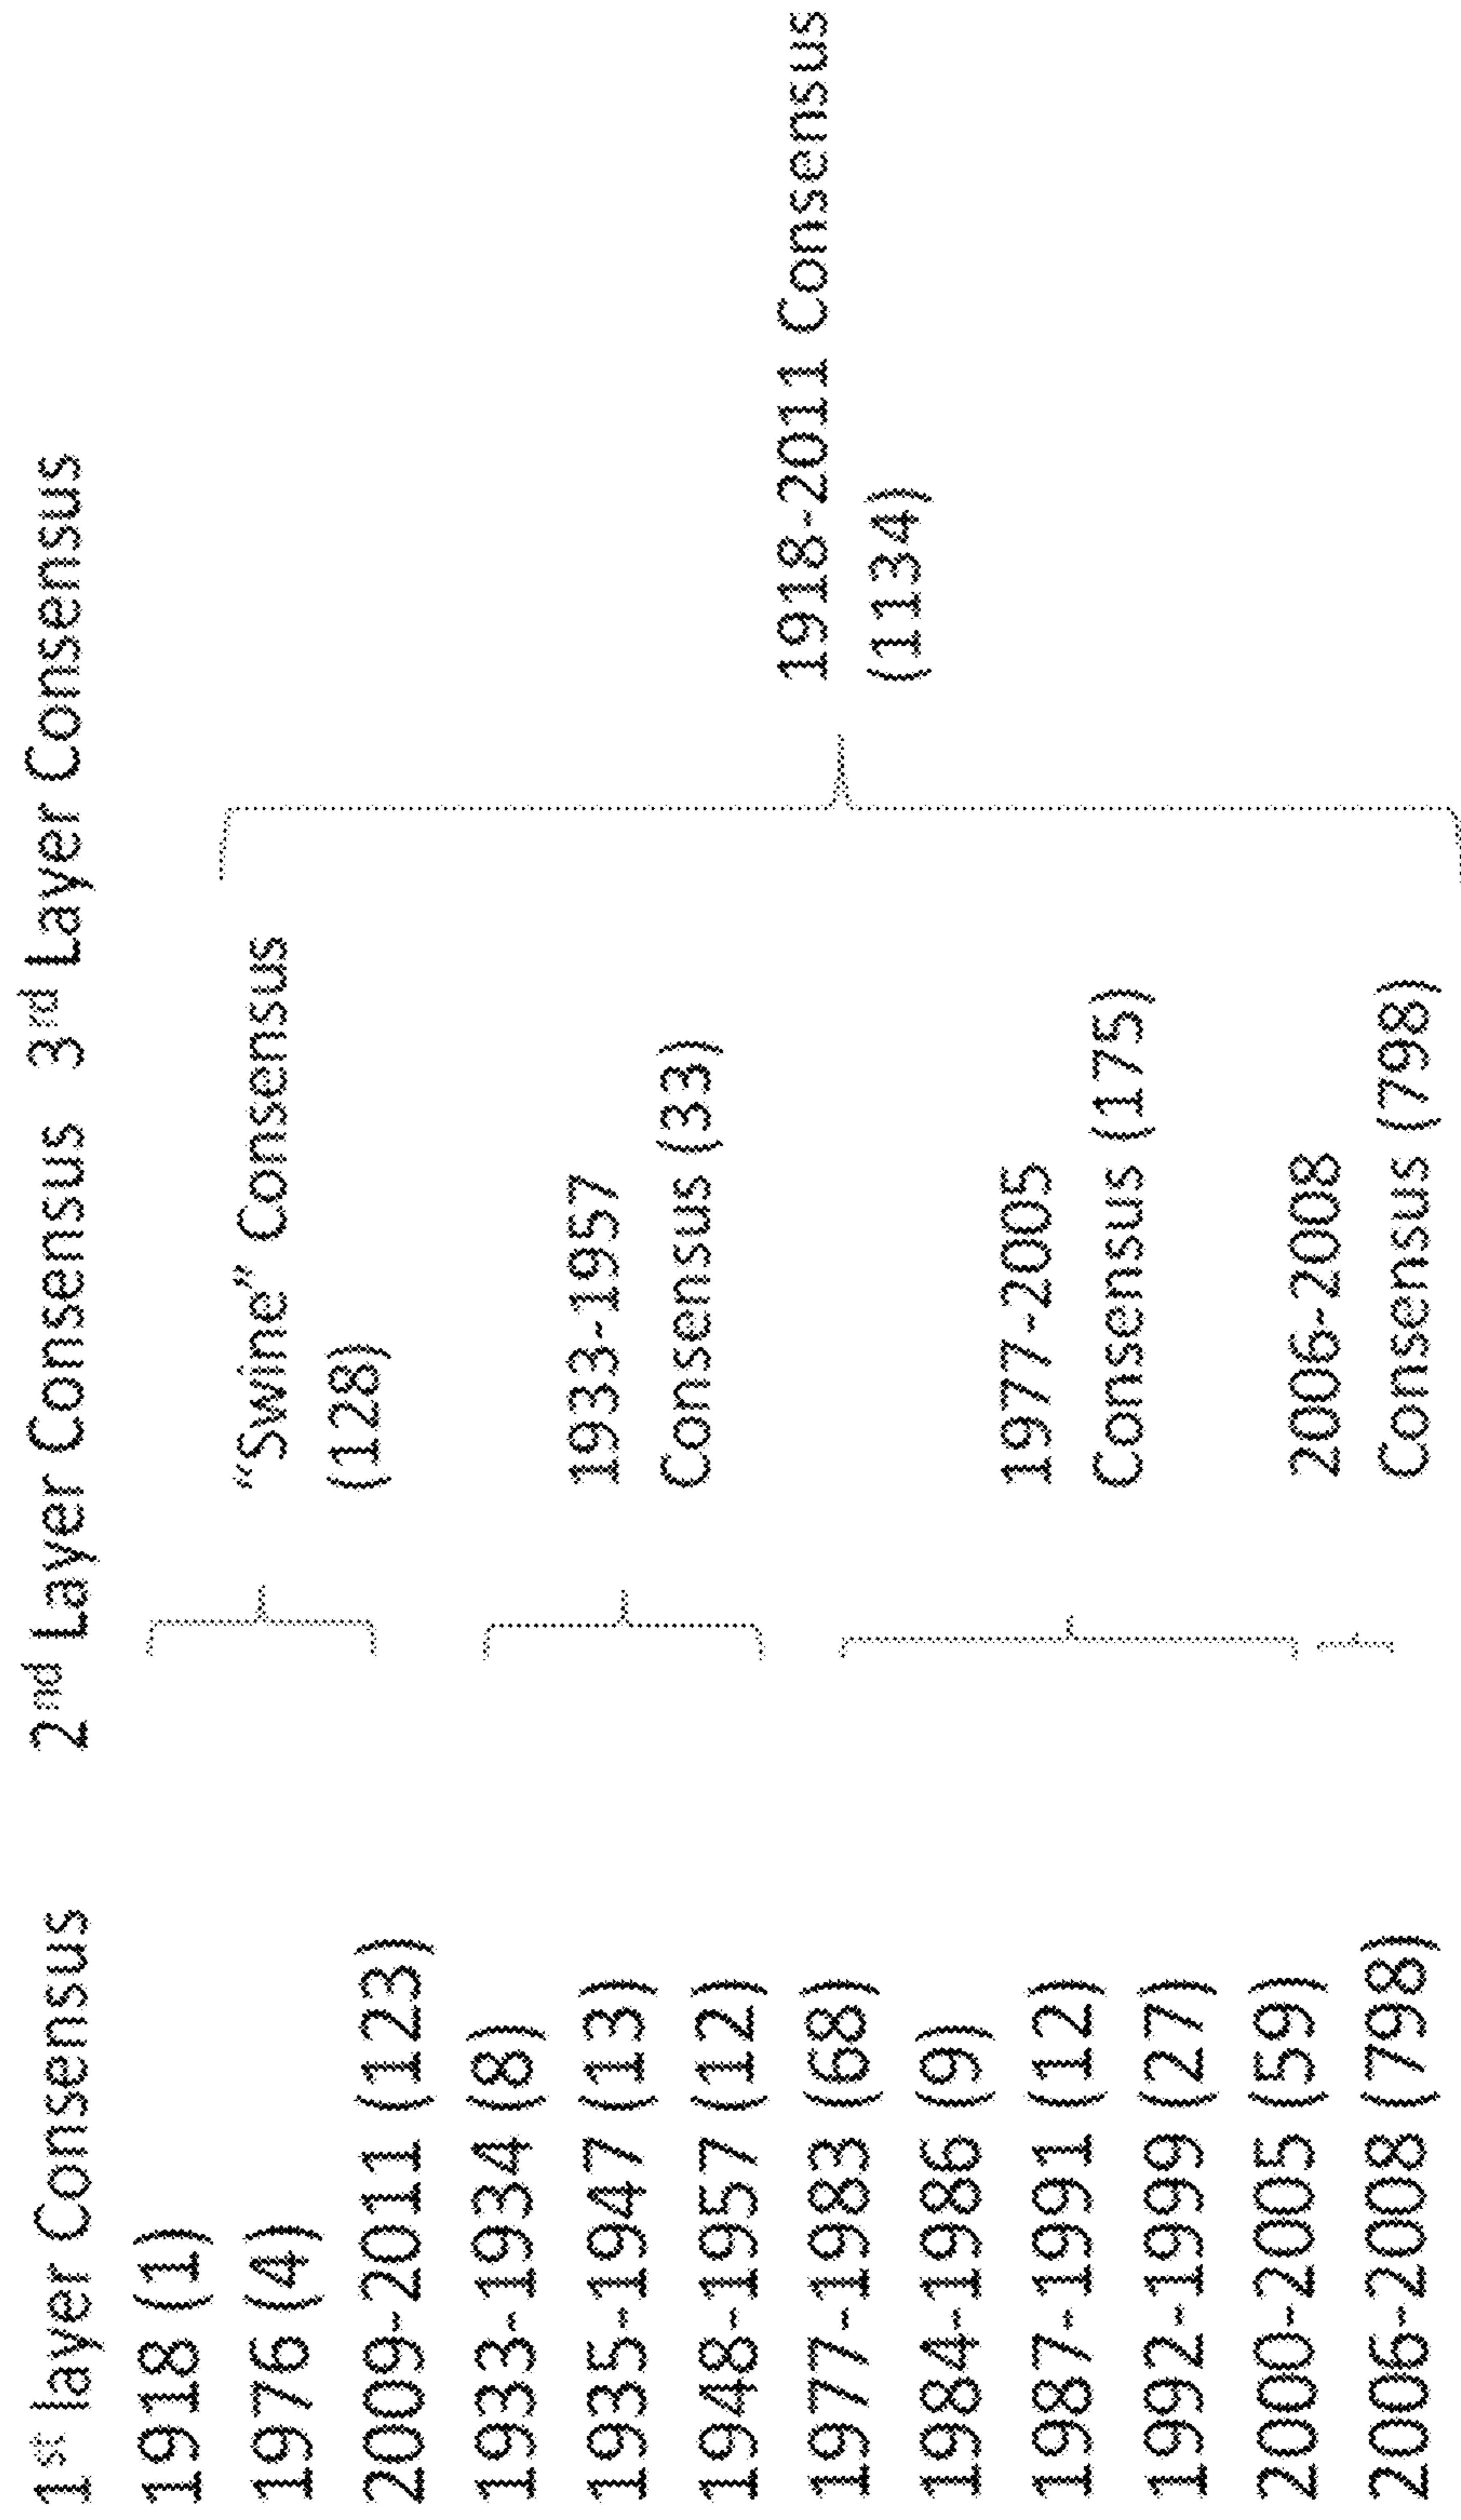 1st layer Consensus
2nd Layer Consensus
3rd Layer Consensus
1918 (1)
1976 (4)
2009-2011 (123)
1933-1934 (8)
1935-1947 (13)
1948-1957 (12)
1977-1983 (68)
1984-1986 (9)
1987-1991 (12)
1992-1999 (27)
2000-2005 (59)
2006-2008 (798)
“Swine” Consensus
(128)
1933-1957
Consensus (33)
1977-2005
Consensus (175)
2006-2008
Consensus (798)
1918-2011 Consensus
(1134)